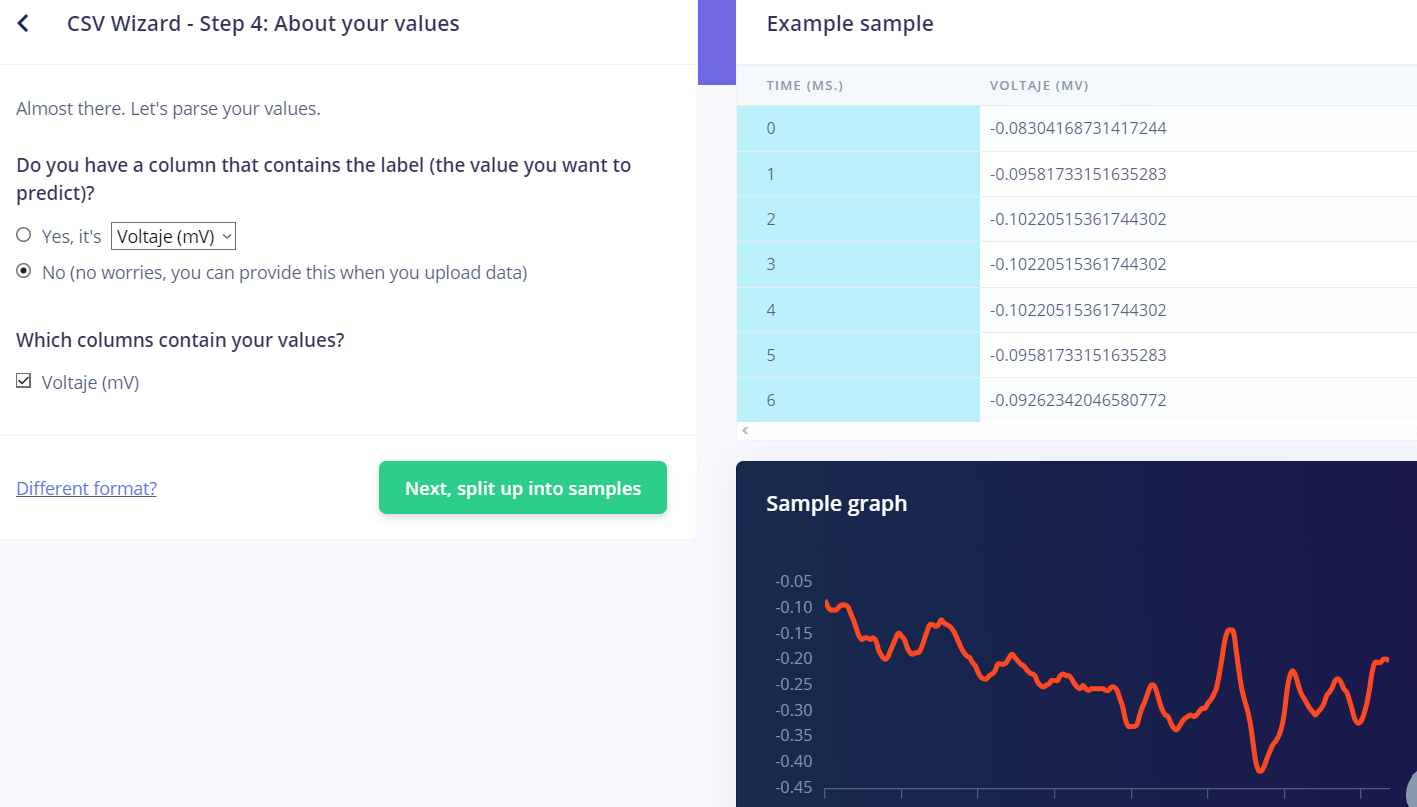 CSV Wizard - Step 4: About your values
Almost there. Let's parse your values.
Do you have a column that contains the label (the value you want to
predict)?
Yes, it's Voltaje (mV)
No (no worries, you can provide this when you upload data)
Which columns contain your values?
Voltaje (mV)
Different format?
Next, split up into samples
Example sample
TIME (MS.) VOLTAJE (MV)
0 -0.08304168731417244
1 -0.09581733151635283
2 -0.10220515361744302
3 -0.10220515361744302
4 -0.10220515361744302
5 -0.09581733151635283
6 -0.09262342046580772
Sample graph
-0.05
-0.10
-0.15
-0.20
-0.25
-0.30
-0.35
-0.40
-0.45